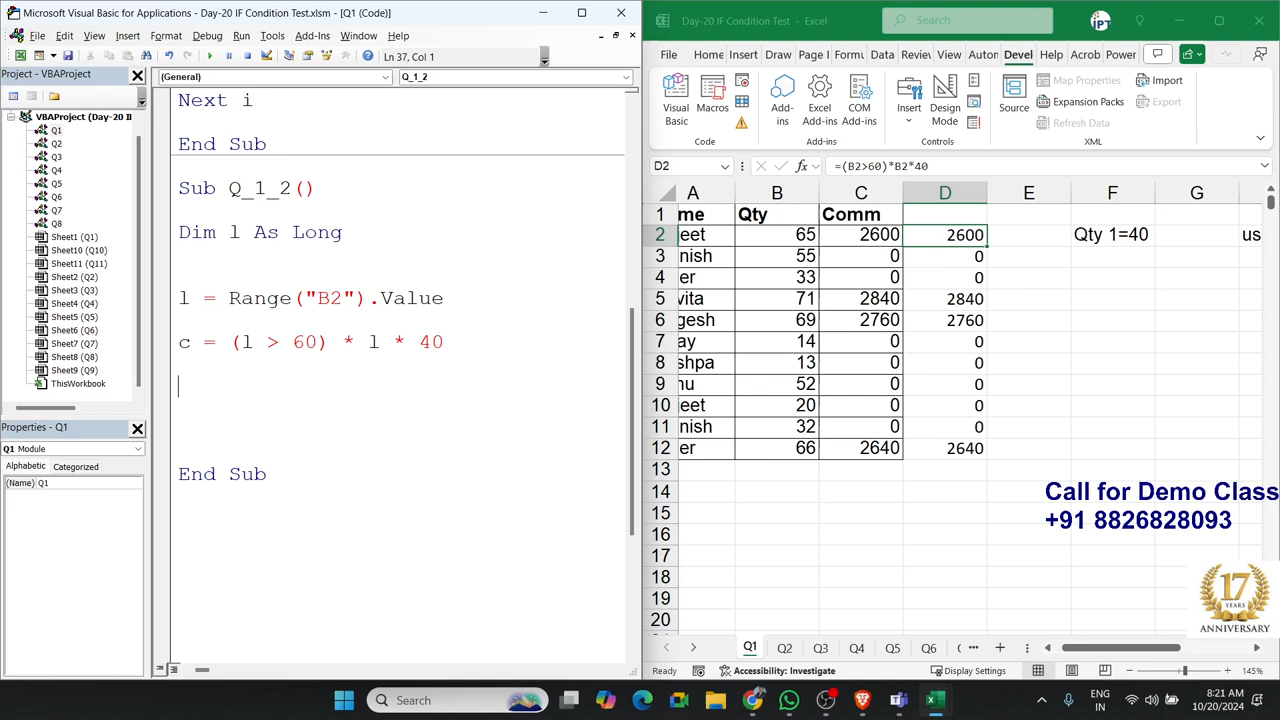 Microsoft Visual Basic for Applications - Day-20 IF Condition Test.xlsm - [Q1 (Code)]
File Edit View Insert Format Debug Run Tools Add-Ins Window Help
Ln 37, Col 1
Project - VBAProject
(General)
Q_1_2
VBAProject (Day-20 II
Q1
Q2
Q3
Q4
Q5
Q6
Q7
Q8
Sheet1 (Q1)
Sheet10 (Q10)
Sheet11 (Q11)
Sheet2 (Q2)
Sheet3 (Q3)
Sheet4 (Q4)
Sheet5 (Q5)
Sheet6 (Q6)
Sheet7 (Q7)
Sheet8 (Q8)
Sheet9 (Q9)
ThisWorkbook
Properties - Q1
Q1 Module
Alphabetic Categorized
(Name) Q1
Next i
End Sub
Sub Q_1_2()
Dim l As Long
l = Range("B2").Value
c = (l > 60) * l * 40
End Sub
Day-20 IF Condition Test - Excel
Search
File Home Insert Draw Page I Formu Data Review View Autom Devel Help Acrob Power
Visual Basic
Macros
Code
Add-ins
Excel Add-ins
COM Add-ins
Add-ins
Insert
Design Mode
Controls
Source
Map Properties
Expansion Packs
Refresh Data
Import
Export
XML
D2
fx
=(B2>60)*B2*40
A B C D E F G
1 me Qty Comm
2 eet 65 2600 2600 Qty 1=40 us
3 nish 55 0 0
4 er 33 0 0
5 vita 71 2840 2840
6 gesh 69 2760 2760
7 ay 14 0 0
8 shpa 13 0 0
9 nu 52 0 0
10 eet 20 0 0
11 nish 32 0 0
12 er 66 2640 2640
13
14
15
16
17
18
19
20
Call for Demo Class
+91 8826828093
17
YEARS
ANNIVERSARY
Q1 Q2 Q3 Q4 Q5 Q6
Ready
Accessibility: Investigate
Display Settings
145%
Search
ENG
IN
8:21 AM
10/20/2024